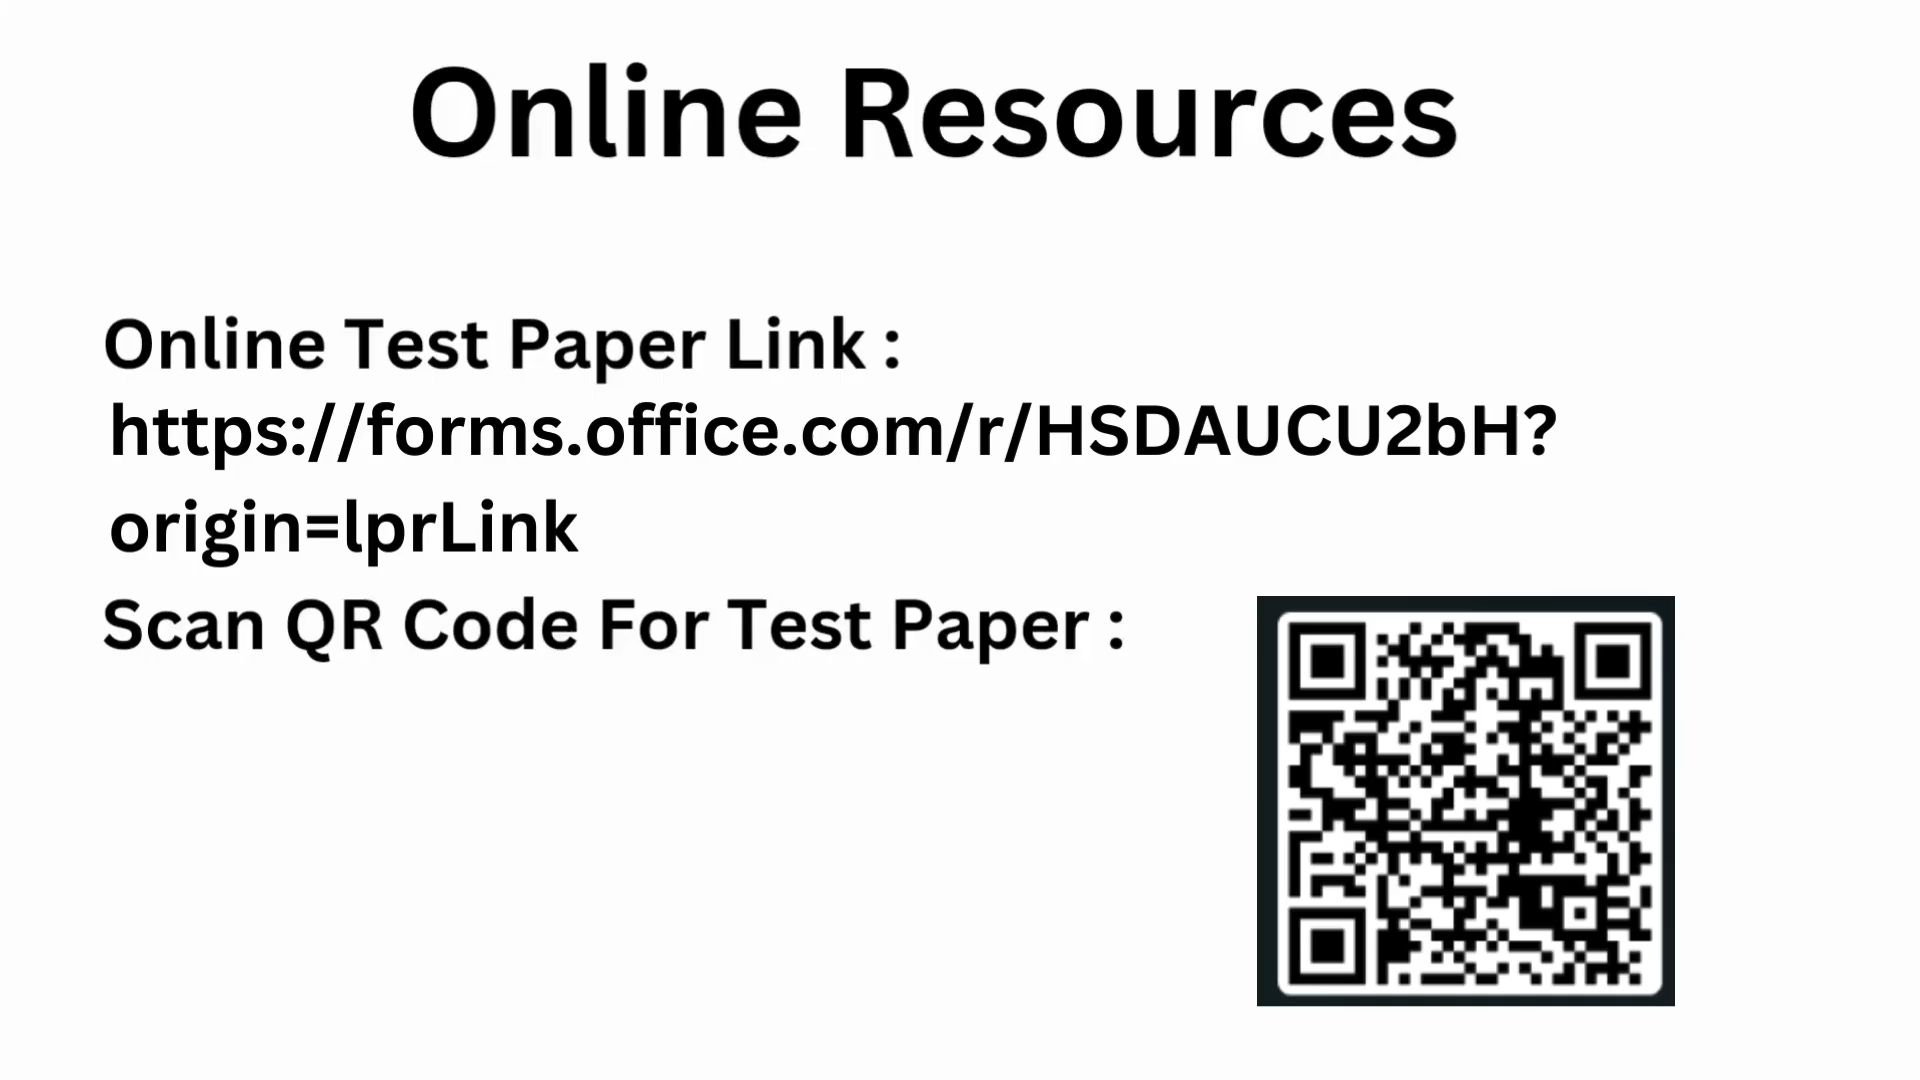 Online Resources
Online Test Paper Link :
https://forms.office.com/r/HSDAUCU2bH?
origin=lprLink
Scan QR Code For Test Paper :